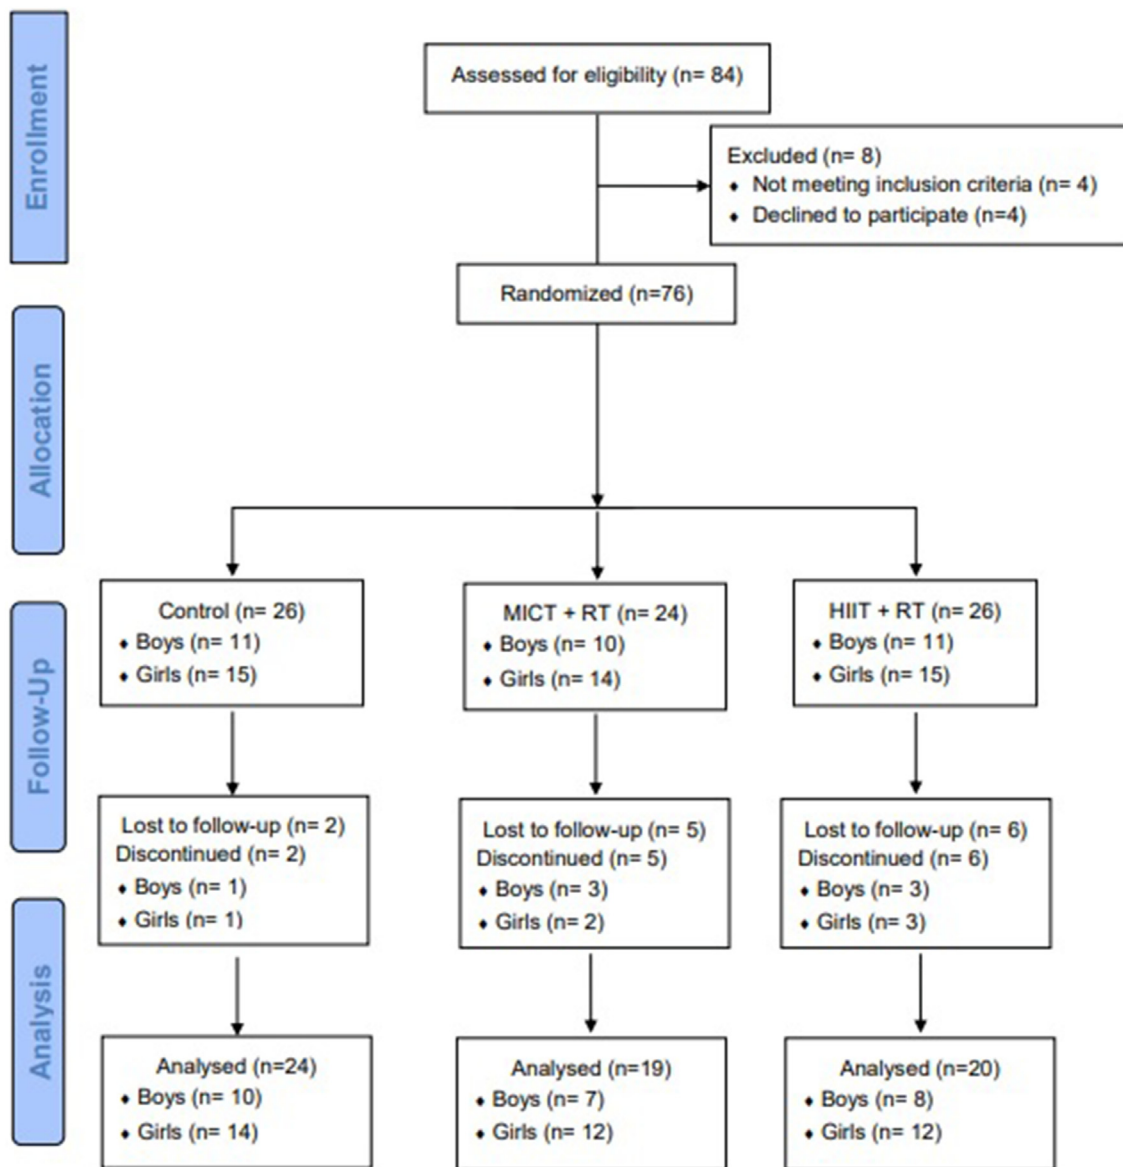 Enrollment
Assessed for eligibility (n= 84)
Excluded (n= 8)
♦ Not meeting inclusion criteria (n= 4)
♦ Declined to participate (n=4)
Randomized (n=76)
Allocation
Control (n= 26)
♦ Boys (n= 11)
♦ Girls (n= 15)
MICT + RT (n= 24)
♦ Boys (n= 10)
♦ Girls (n= 14)
HIIT + RT (n= 26)
♦ Boys (n= 11)
♦ Girls (n= 15)
Follow-Up
Lost to follow-up (n= 2)
Discontinued (n= 2)
♦ Boys (n= 1)
♦ Girls (n= 1)
Lost to follow-up (n= 5)
Discontinued (n= 5)
♦ Boys (n= 3)
♦ Girls (n= 2)
Lost to follow-up (n= 6)
Discontinued (n= 6)
♦ Boys (n= 3)
♦ Girls (n= 3)
Analysis
Analysed (n=24)
♦ Boys (n= 10)
♦ Girls (n= 14)
Analysed (n=19)
♦ Boys (n= 7)
♦ Girls (n= 12)
Analysed (n=20)
♦ Boys (n= 8)
♦ Girls (n= 12)